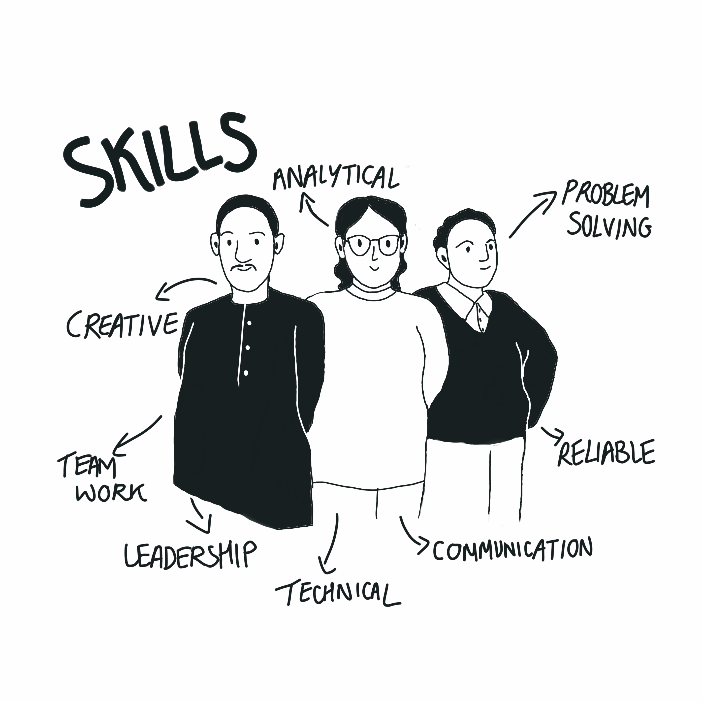 SKILLS
ANALYTICAL
PROBLEM
SOLVING
CREATIVE
TEAM
WORK
RELIABLE
LEADERSHIP
COMMUNICATION
TECHNICAL